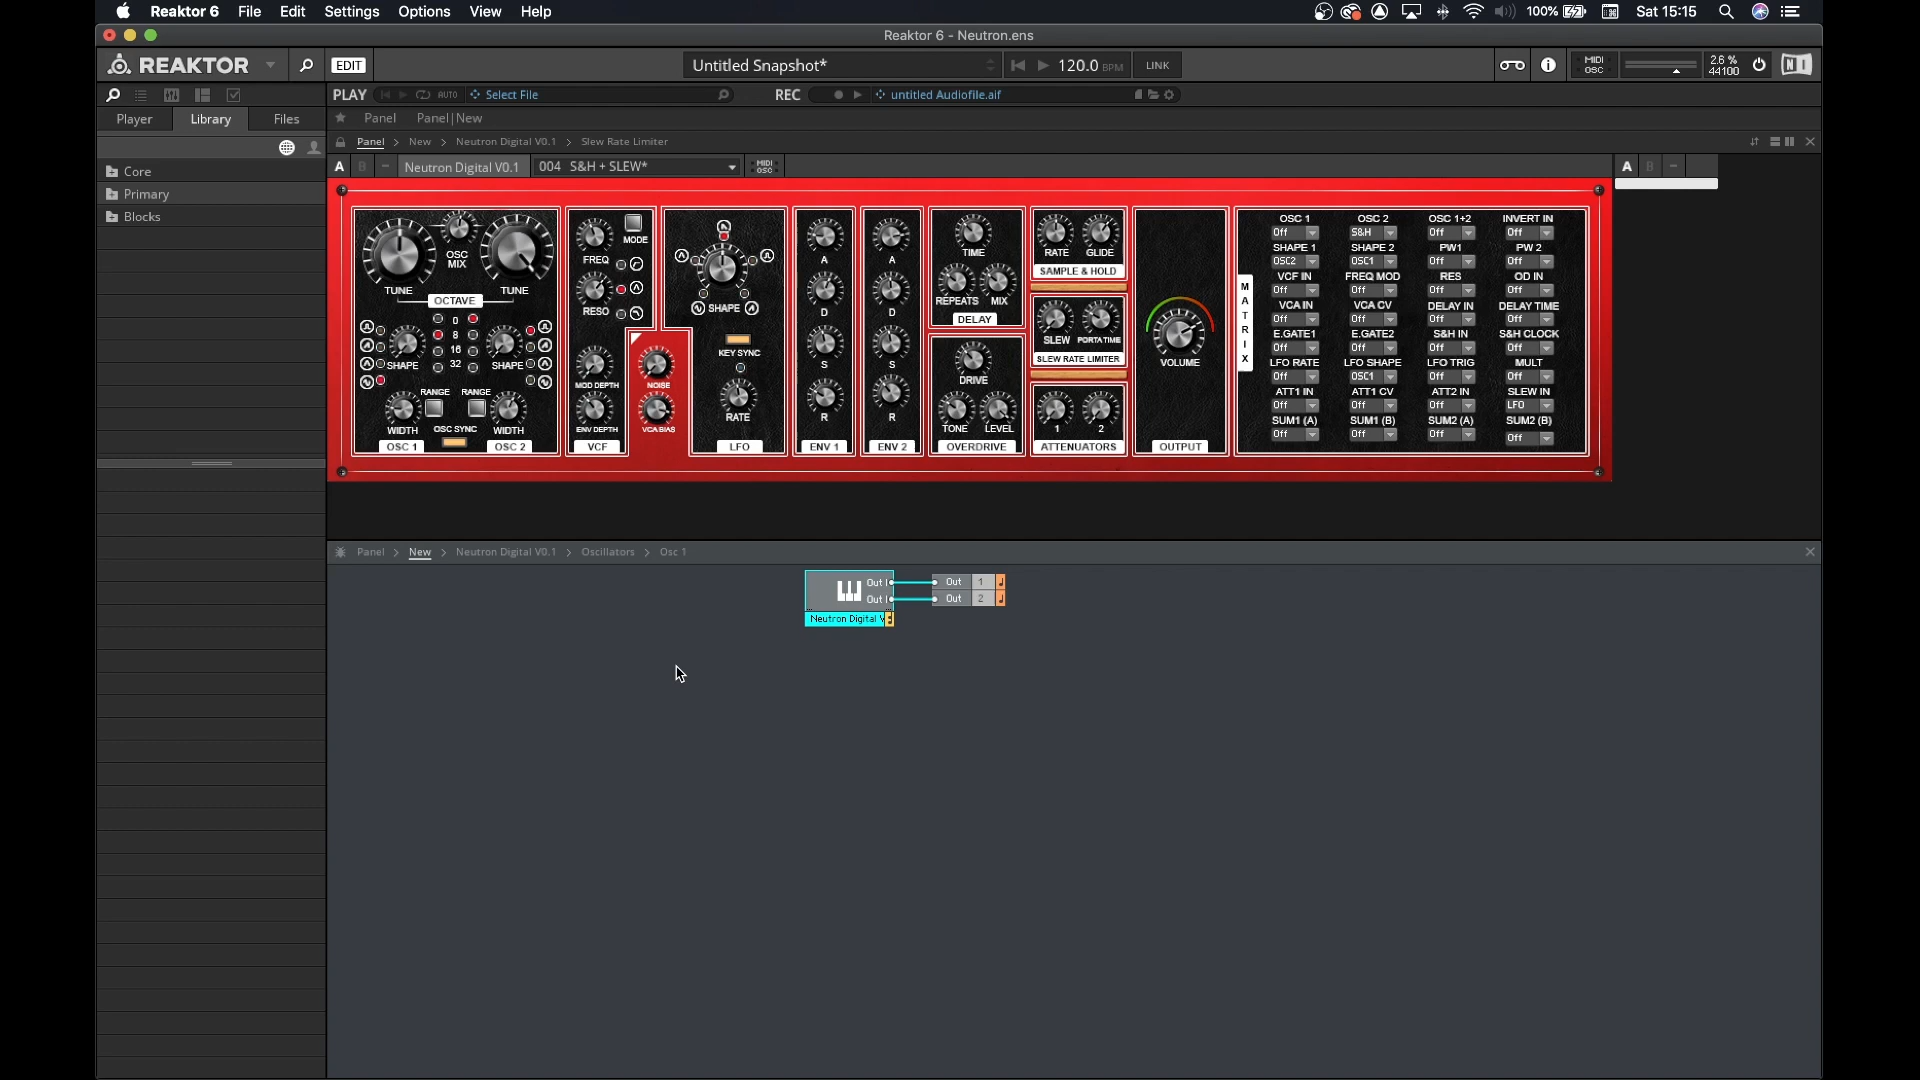 Reaktor 6 File Edit Settings Options View Help 100% Sat 15:15
Reaktor 6 - Neutron.ens
REAKTOR EDIT Untitled Snapshot* 120.0 BPM LINK MIDI OSC 2.6 % 44100 NI
PLAY AUTO Select File REC untitled Audiofile.aif
Player Library Files
Panel Panel|New
Panel > New > Neutron Digital V0.1 > Slew Rate Limiter
A B Neutron Digital V0.1 004 S&H + SLEW* MIDI OSC A B
Core
Primary
Blocks
TUNE OSC MIX TUNE
OCTAVE
0
8
16
32
SHAPE SHAPE
RANGE RANGE
WIDTH OSC SYNC WIDTH
OSC 1 OSC 2
MODE
FREQ
RESO
MOD DEPTH NOISE
ENV DEPTH VCA BIAS
VCF
SHAPE
KEY SYNC
RATE
LFO
A
D
S
R
ENV 1
A
D
S
R
ENV 2
TIME
REPEATS MIX
DELAY
DRIVE
TONE LEVEL
OVERDRIVE
RATE GLIDE
SAMPLE & HOLD
SLEW PORTA TIME
SLEW RATE LIMITER
1 2
ATTENUATORS
VOLUME
OUTPUT
MATRIX
OSC 1 OSC 2 OSC 1+2 INVERT IN
Off S&H Off Off
SHAPE 1 SHAPE 2 PW1 PW 2
OSC2 OSC1 Off Off
VCF IN FREQ MOD RES OD IN
Off Off Off Off
VCA IN VCA CV DELAY IN DELAY TIME
Off Off Off Off
E.GATE1 E.GATE2 S&H IN S&H CLOCK
Off Off Off Off
LFO RATE LFO SHAPE LFO TRIG MULT
Off OSC1 Off Off
ATT1 IN ATT1 CV ATT2 IN SLEW IN
Off Off Off LFO
SUM1 (A) SUM1 (B) SUM2 (A) SUM2 (B)
Off Off Off Off
Panel > New > Neutron Digital V0.1 > Oscillators > Osc 1
Out l Out 1
Out l Out 2
Neutron Digital V